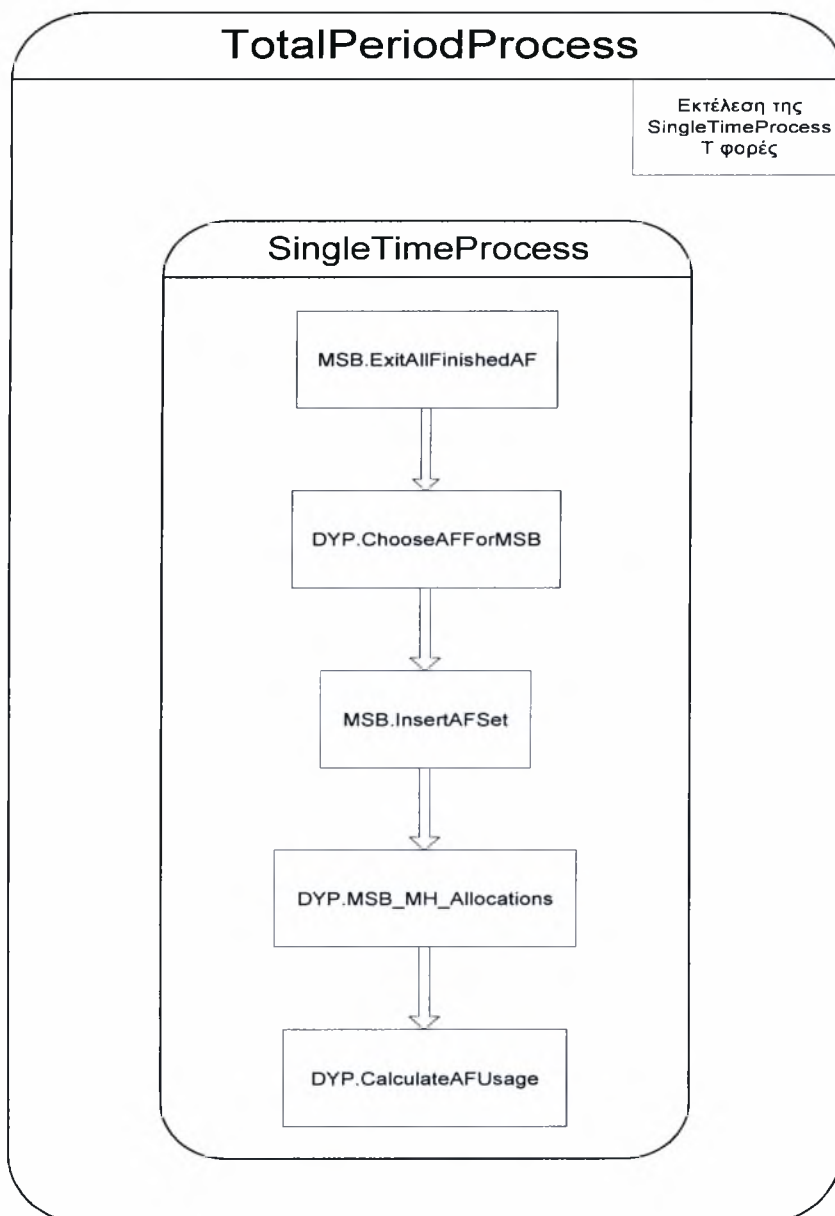 TotalPeriodProcess
Εκτέλεση της
SingleTimeProcess
Τ φορές
SingleTimeProcess
MSB.ExitAllFinishedAF
DYP.ChooseAFForMSB
MSB.InsertAFSet
DYP.MSB_MH_Allocations
DYP.CalculateAFUsage